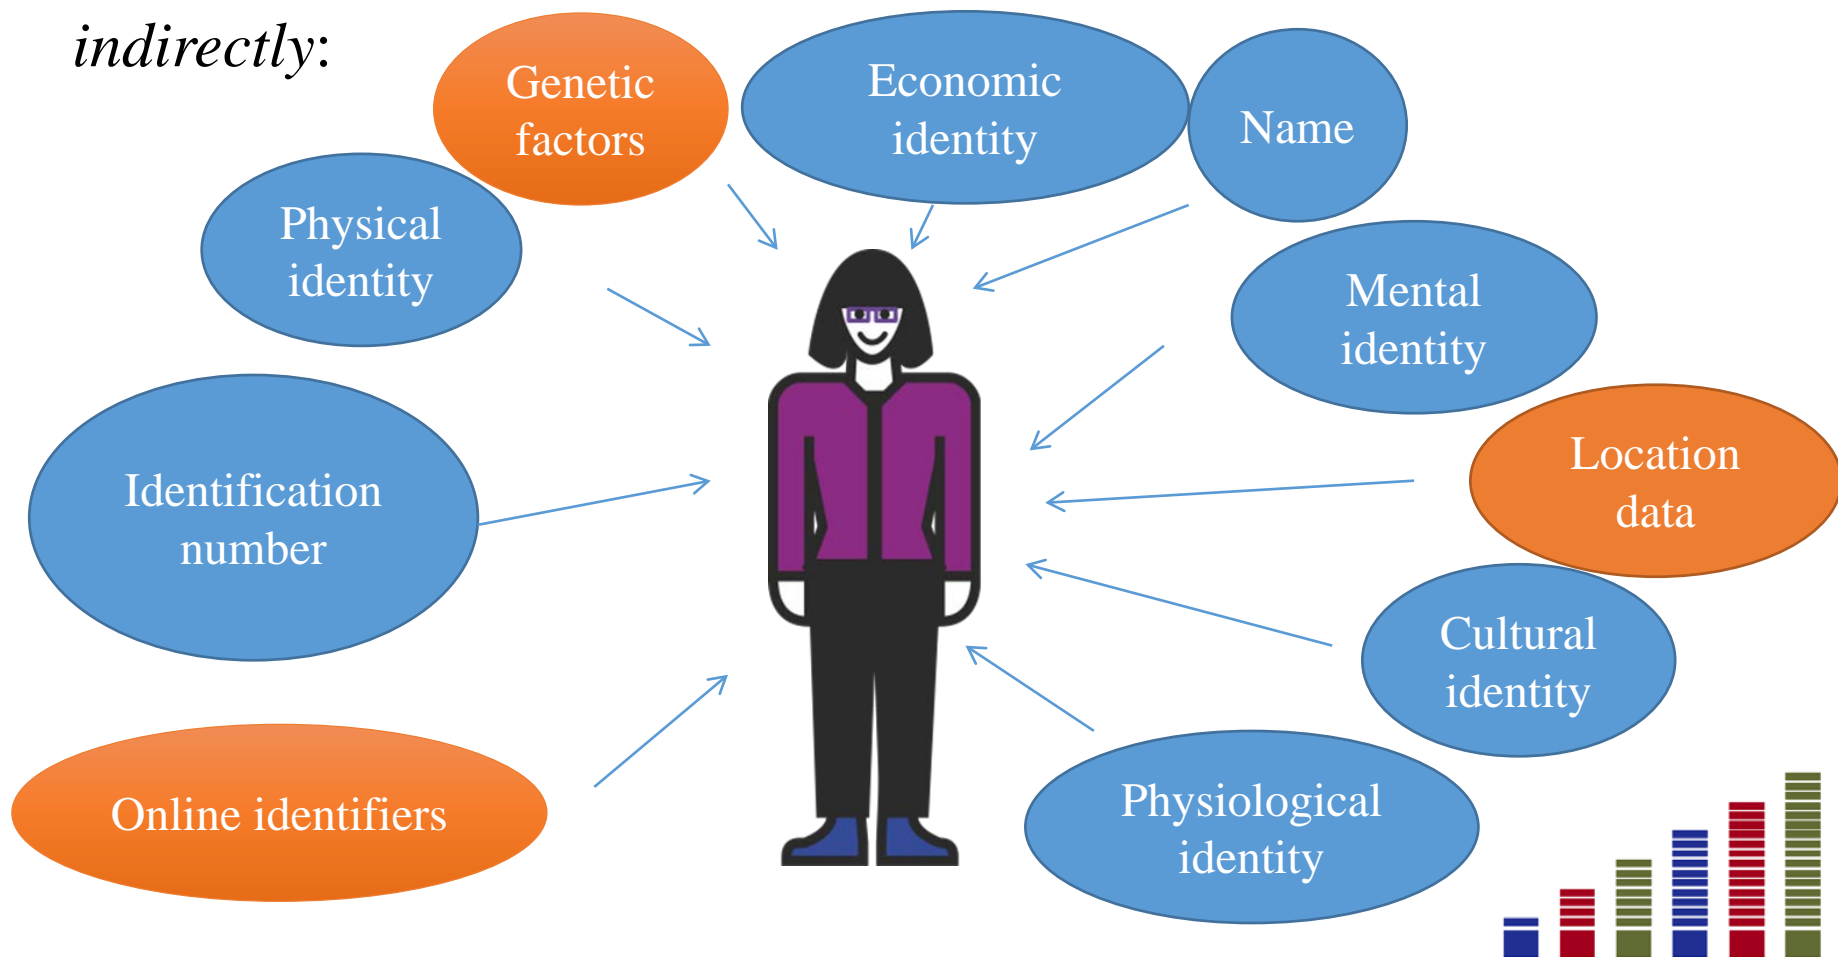 indirectly:
Genetic
factors
Economic
identity
Name
Physical
identity
Mental
identity
Identification
number
Location
data
Cultural
identity
Online identifiers
Physiological
identity